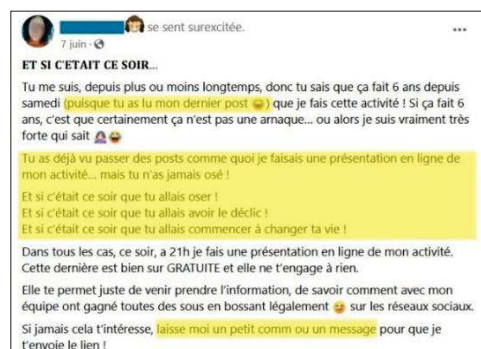 se sent surexcitée.
7 juin
ET SI C'ETAIT CE SOIR...
Tu me suis, depuis plus ou moins longtemps, donc tu sais que ça fait 6 ans depuis
samedi (puisque tu as lu mon dernier post 😄) que je fais cette activité ! Si ça fait 6
ans, c'est que certainement ça n'est pas une arnaque... ou alors je suis vraiment très
forte qui sait 🤷‍♀️😂
Tu as déjà vu passer des posts comme quoi je faisais une présentation en ligne de
mon activité... mais tu n'as jamais osé !
Et si c'était ce soir que tu allais oser !
Et si c'était ce soir que tu allais avoir le déclic !
Et si c'était ce soir que tu allais commencer à changer ta vie !
Dans tous les cas, ce soir, a 21h je fais une présentation en ligne de mon activité.
Cette dernière est bien sur GRATUITE et elle ne t'engage à rien.
Elle te permet juste de venir prendre l'information, de savoir comment avec mon
équipe ont gagné toutes des sous en bossant légalement 😉 sur les réseaux sociaux.
Si jamais cela t'intéresse, laisse moi un petit comm ou un message pour que je
t'envoie le lien !